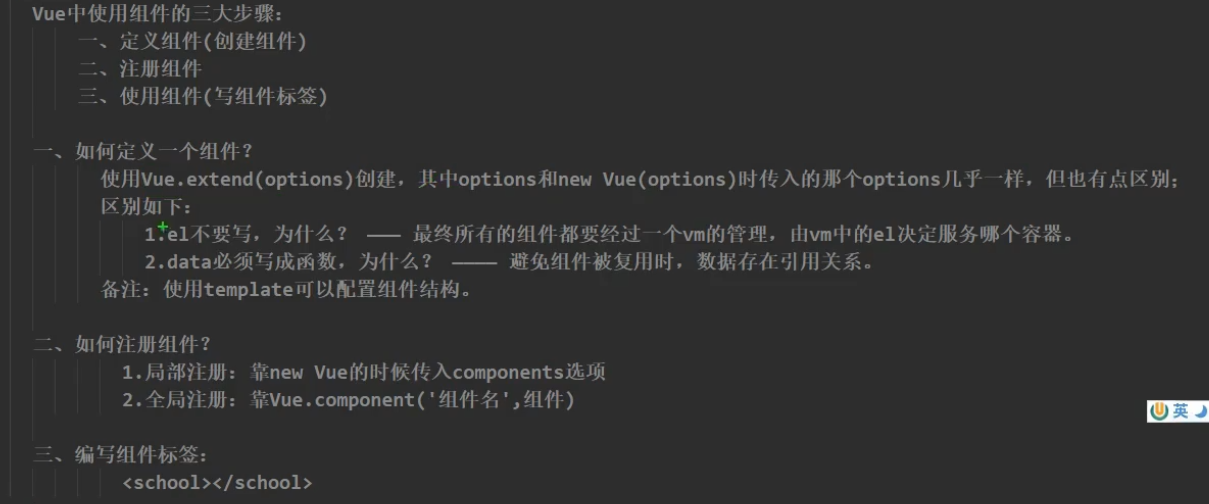 Vue中使用组件的三大步骤:
一、定义组件(创建组件)
二、注册组件
三、使用组件(写组件标签)
一、如何定义一个组件?
使用Vue.extend(options)创建，其中options和new Vue(options)时传入的那个options几乎一样，但也有点区别;
区别如下:
1.el不要写，为什么? ——— 最终所有的组件都要经过一个vm的管理，由vm中的el决定服务哪个容器。
2.data必须写成函数，为什么? ———— 避免组件被复用时，数据存在引用关系。
备注: 使用template可以配置组件结构。
二、如何注册组件?
1.局部注册: 靠new Vue的时候传入components选项
2.全局注册: 靠Vue.component('组件名',组件)
英
三、编写组件标签:
<school></school>